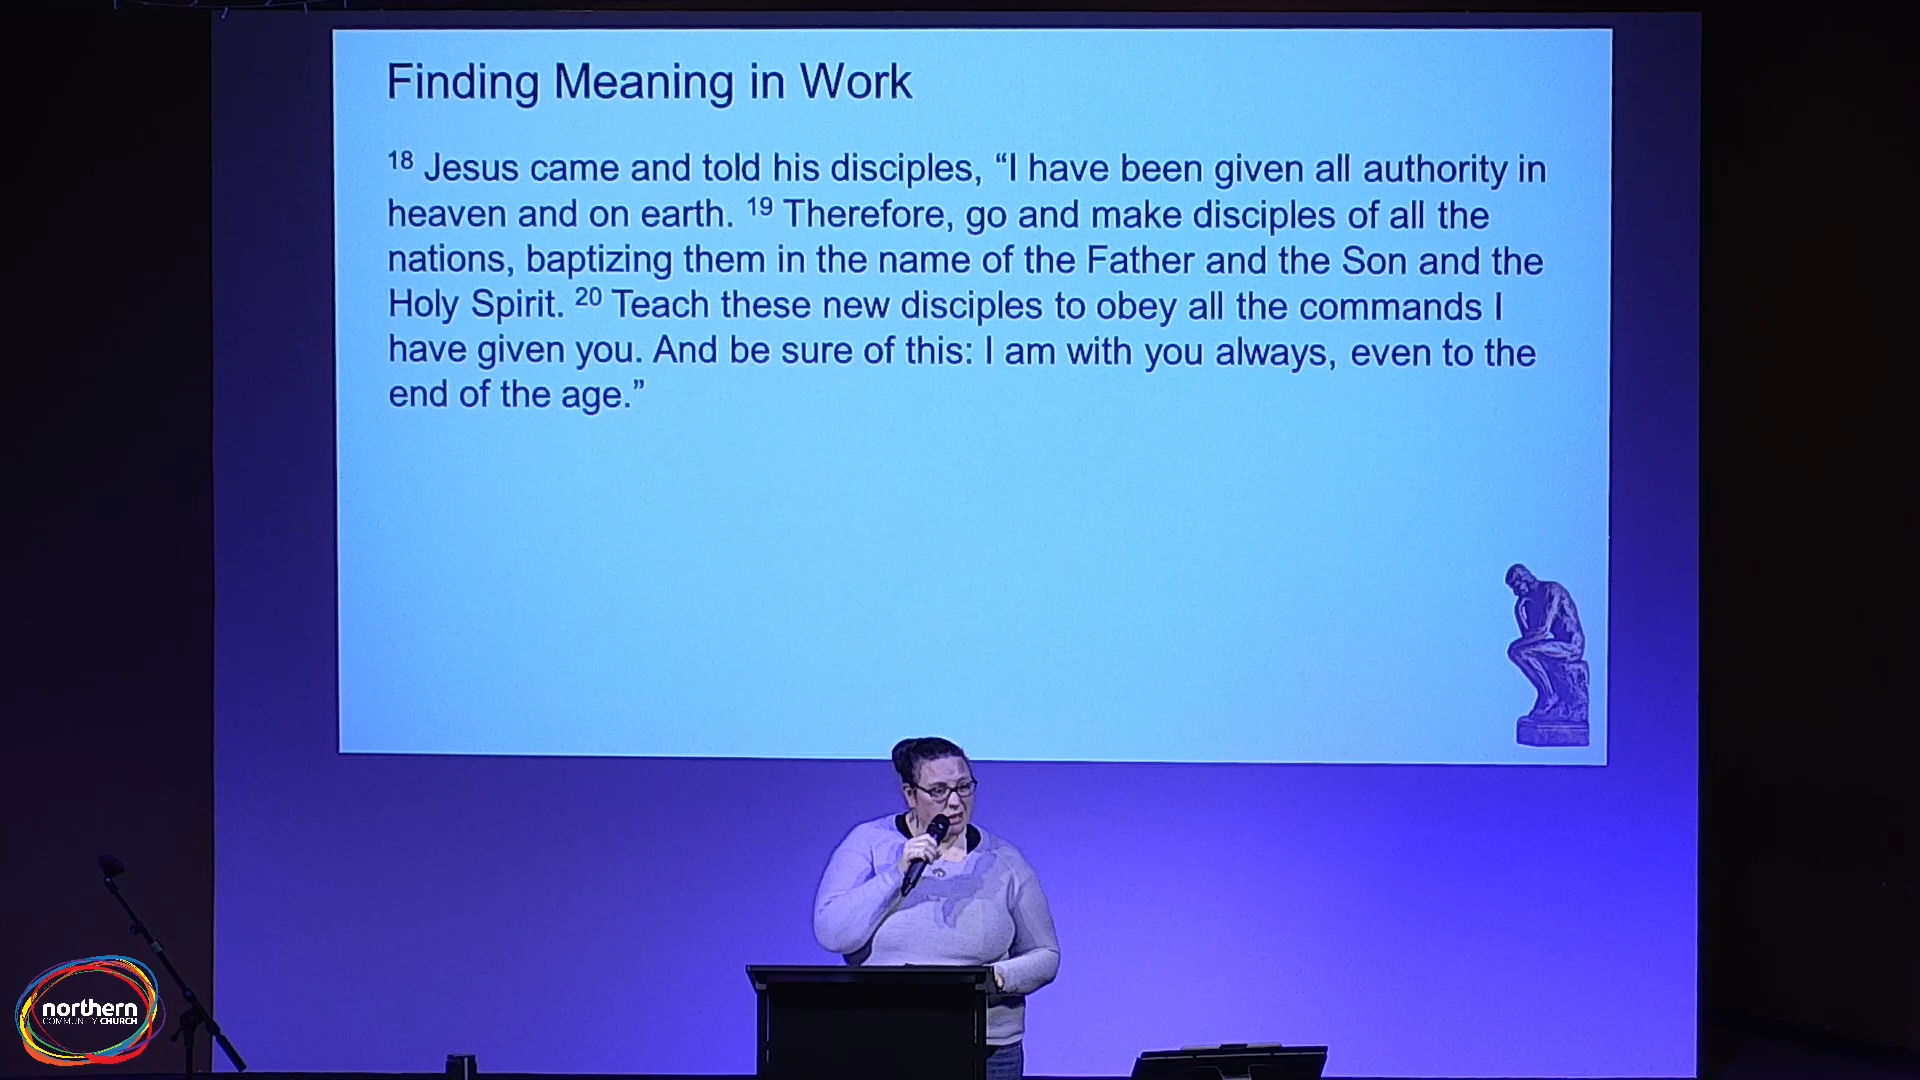 Finding Meaning in Work
18 Jesus came and told his disciples, “I have been given all authority in
heaven and on earth. 19 Therefore, go and make disciples of all the
nations, baptizing them in the name of the Father and the Son and the
Holy Spirit. 20 Teach these new disciples to obey all the commands I
have given you. And be sure of this: I am with you always, even to the
end of the age.”
northern
COMMUNITY CHURCH